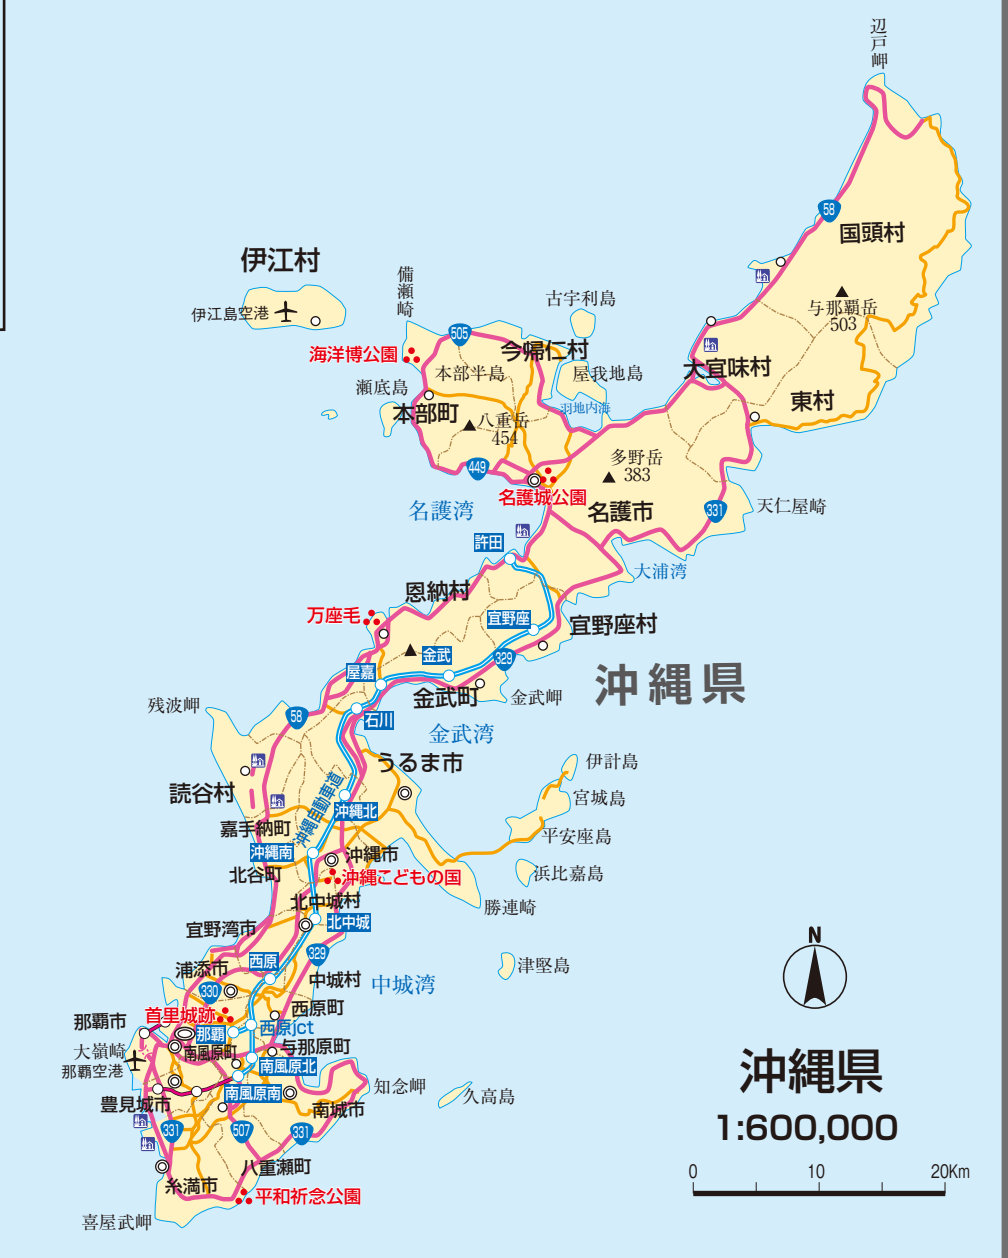 辺戸岬
58
国頭村
伊江村
備瀬崎
古宇利島
伊江島空港
与那覇岳
503
505
今帰仁村
海洋博公園
本部半島
屋我地島
大宜味村
瀬底島
東村
羽地内海
本部町
八重岳
454
多野岳
383
449
名護城公園
名護湾
名護市
331
天仁屋崎
許田
大浦湾
恩納村
万座毛
宜野座
宜野座村
金武
329
屋嘉
沖縄県
金武町
金武岬
残波岬
58
石川
金武湾
うるま市
伊計島
読谷村
宮城島
沖縄自動車道
沖縄北
嘉手納町
平安座島
沖縄南
沖縄市
北谷町
沖縄こどもの国
浜比嘉島
北中城村
勝連崎
宜野湾市
北中城
329
西原
浦添市
津堅島
中城村
中城湾
330
N
西原町
首里城跡
那覇市
那覇
西原jct
大嶺崎
南風原町
与那原町
那覇空港
南風原北
沖縄県
知念岬
南風原南
久高島
豊見城市
南城市
1:600,000
331
507
331
八重瀬町
0
10
20Km
糸満市
平和祈念公園
喜屋武岬